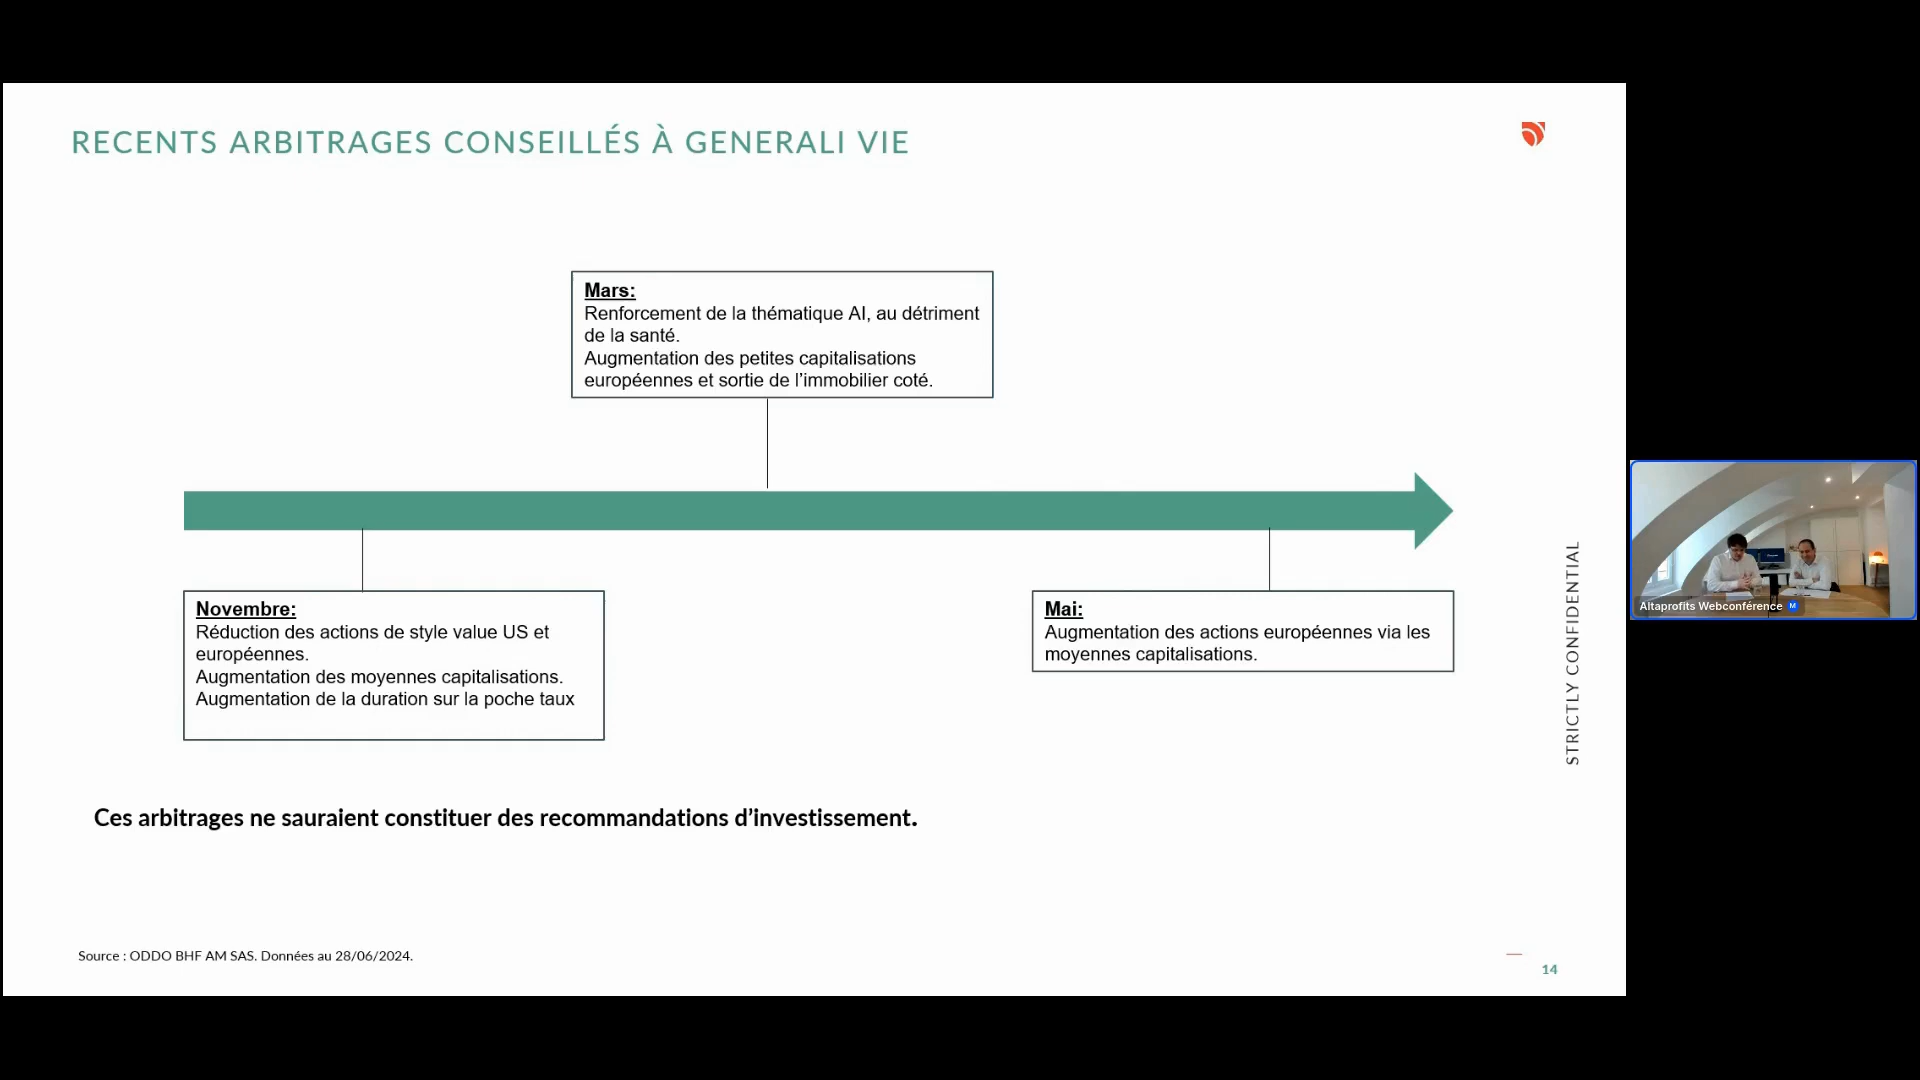 RECENTS ARBITRAGES CONSEILLÉS À GENERALI VIE
Mars:
Renforcement de la thématique AI, au détriment
de la santé.
Augmentation des petites capitalisations
européennes et sortie de l’immobilier coté.
Novembre:
Réduction des actions de style value US et
européennes.
Augmentation des moyennes capitalisations.
Augmentation de la duration sur la poche taux
Mai:
Augmentation des actions européennes via les
moyennes capitalisations.
STRICTLY CONFIDENTIAL
Altaprofits Webconférence M
Ces arbitrages ne sauraient constituer des recommandations d’investissement.
Source : ODDO BHF AM SAS. Données au 28/06/2024.
14